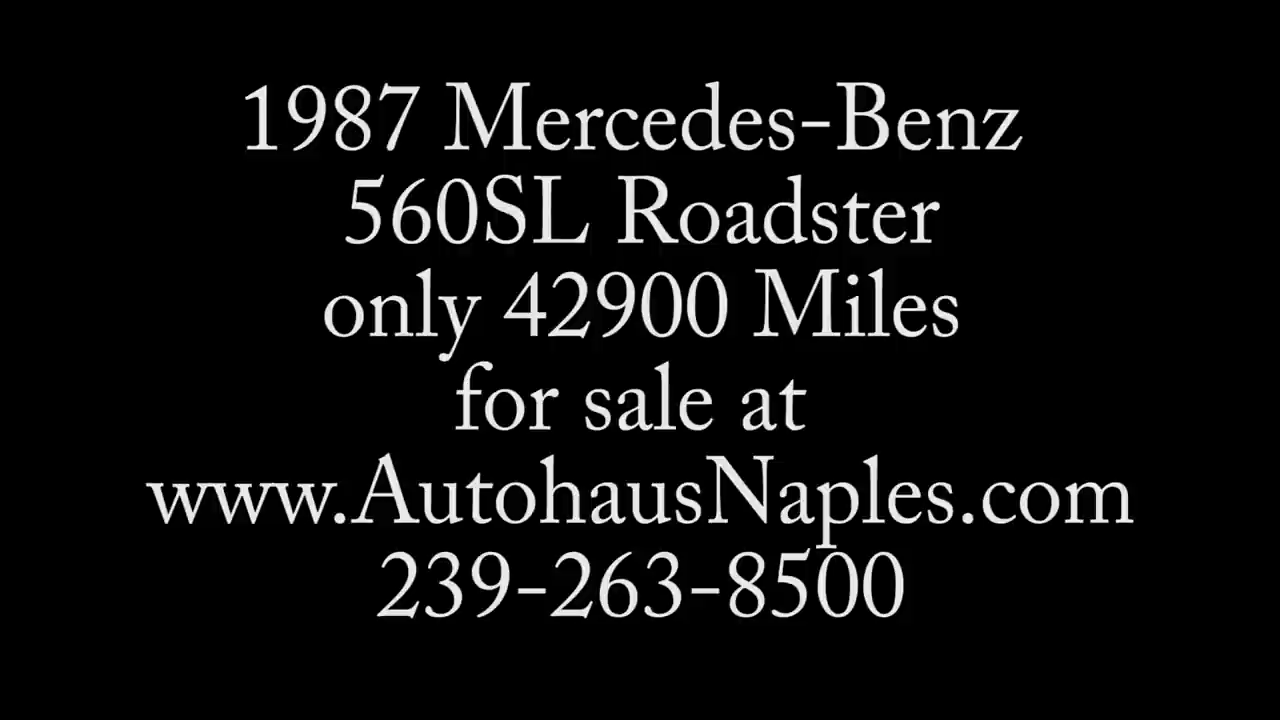 1987 Mercedes-Benz
560SL Roadster
only 42900 Miles
for sale at
www.AutohausNaples.com
239-263-8500